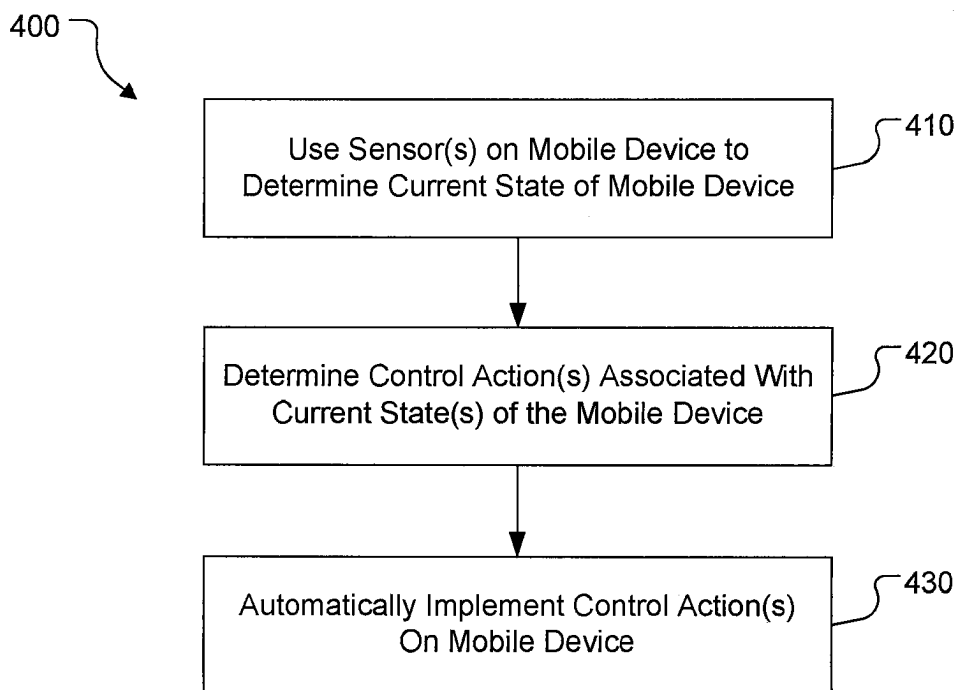 400
Use Sensor(s) on Mobile Device to
Determine Current State of Mobile Device
410
Determine Control Action(s) Associated With
Current State(s) of the Mobile Device
420
Automatically Implement Control Action(s)
On Mobile Device
430